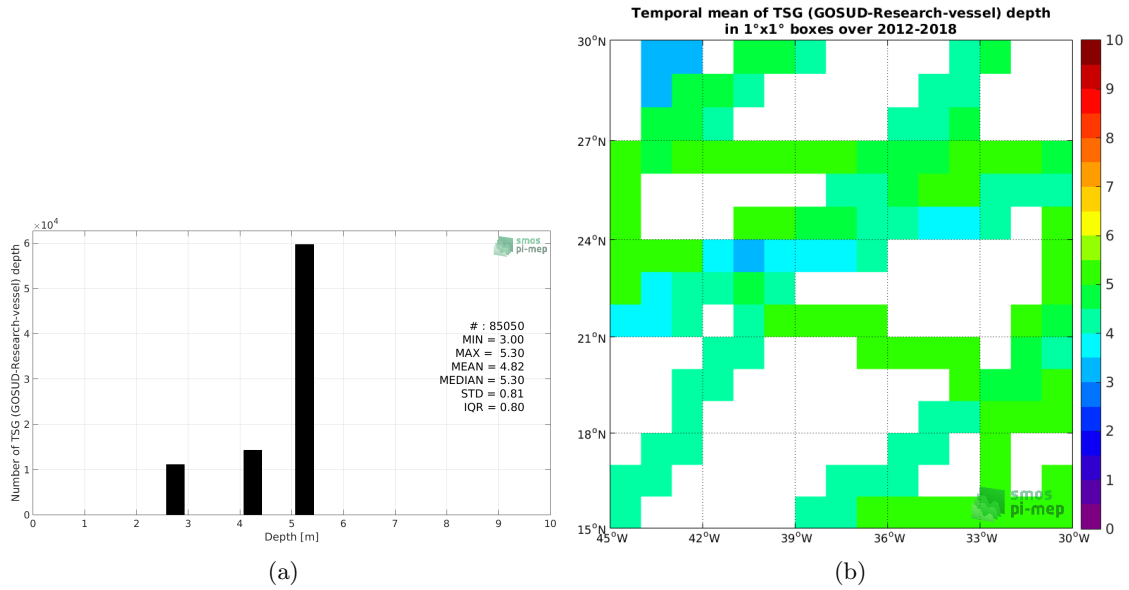 ×10⁴
6
5
4
3
2
1
0
Number of TSG (GOSUD-Research-vessel) depth
0 1 2 3 4 5 6 7 8 9 10
Depth [m]
smos
pi-mep
# : 85050
MIN = 3.00
MAX = 5.30
MEAN = 4.82
MEDIAN = 5.30
STD = 0.81
IQR = 0.80
(a)
Temporal mean of TSG (GOSUD-Research-vessel) depth
in 1°x1° boxes over 2012-2018
30°N
27°N
24°N
21°N
18°N
15°N
45°W 42°W 39°W 36°W 33°W 30°W
smos
pi-mep
10
9
8
7
6
5
4
3
2
1
0
(b)